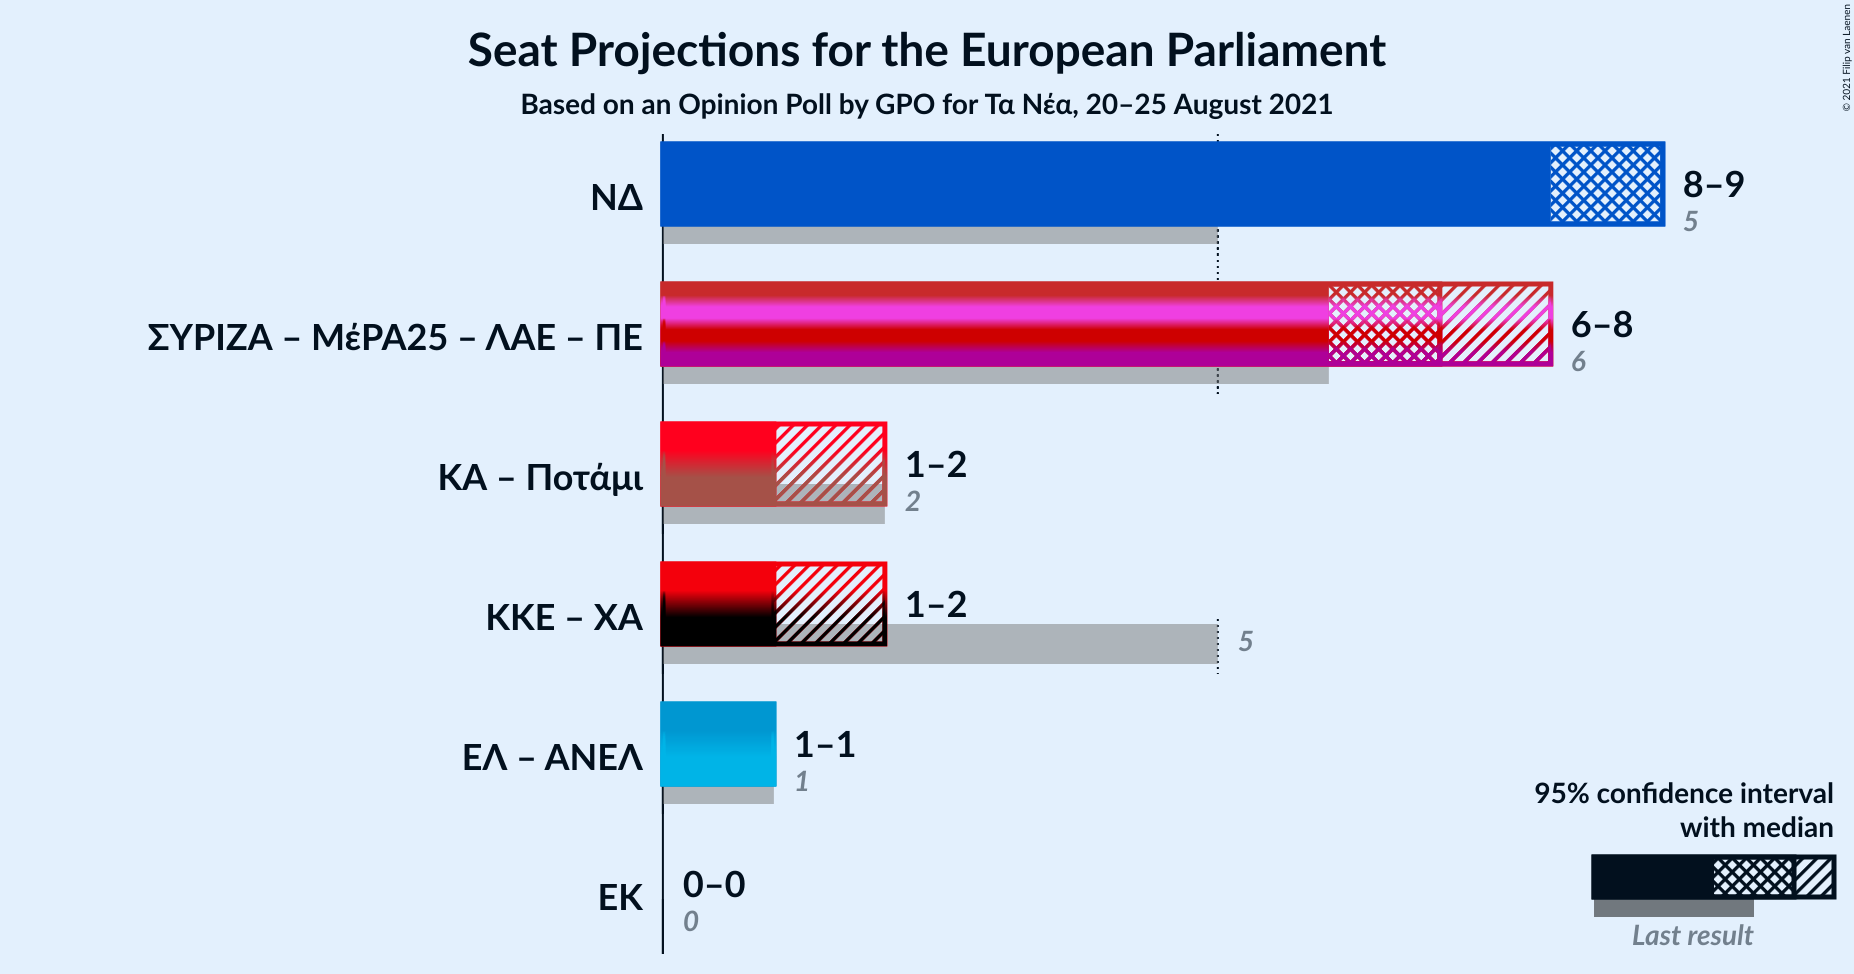 Seat Projections for the European Parliament
Based on an Opinion Poll by GPO for Τα Νέα, 20–25 August 2021
© 2021 Filip van Laenen
ΝΔ
8–9
5
ΣΥΡΙΖΑ – ΜέΡΑ25 – ΛΑΕ – ΠΕ
6–8
6
ΚΑ – Ποτάμι
1–2
2
ΚΚΕ – ΧΑ
1–2
5
ΕΛ – ΑΝΕΛ
1–1
1
ΕΚ
0–0
0
95% confidence interval
with median
Last result